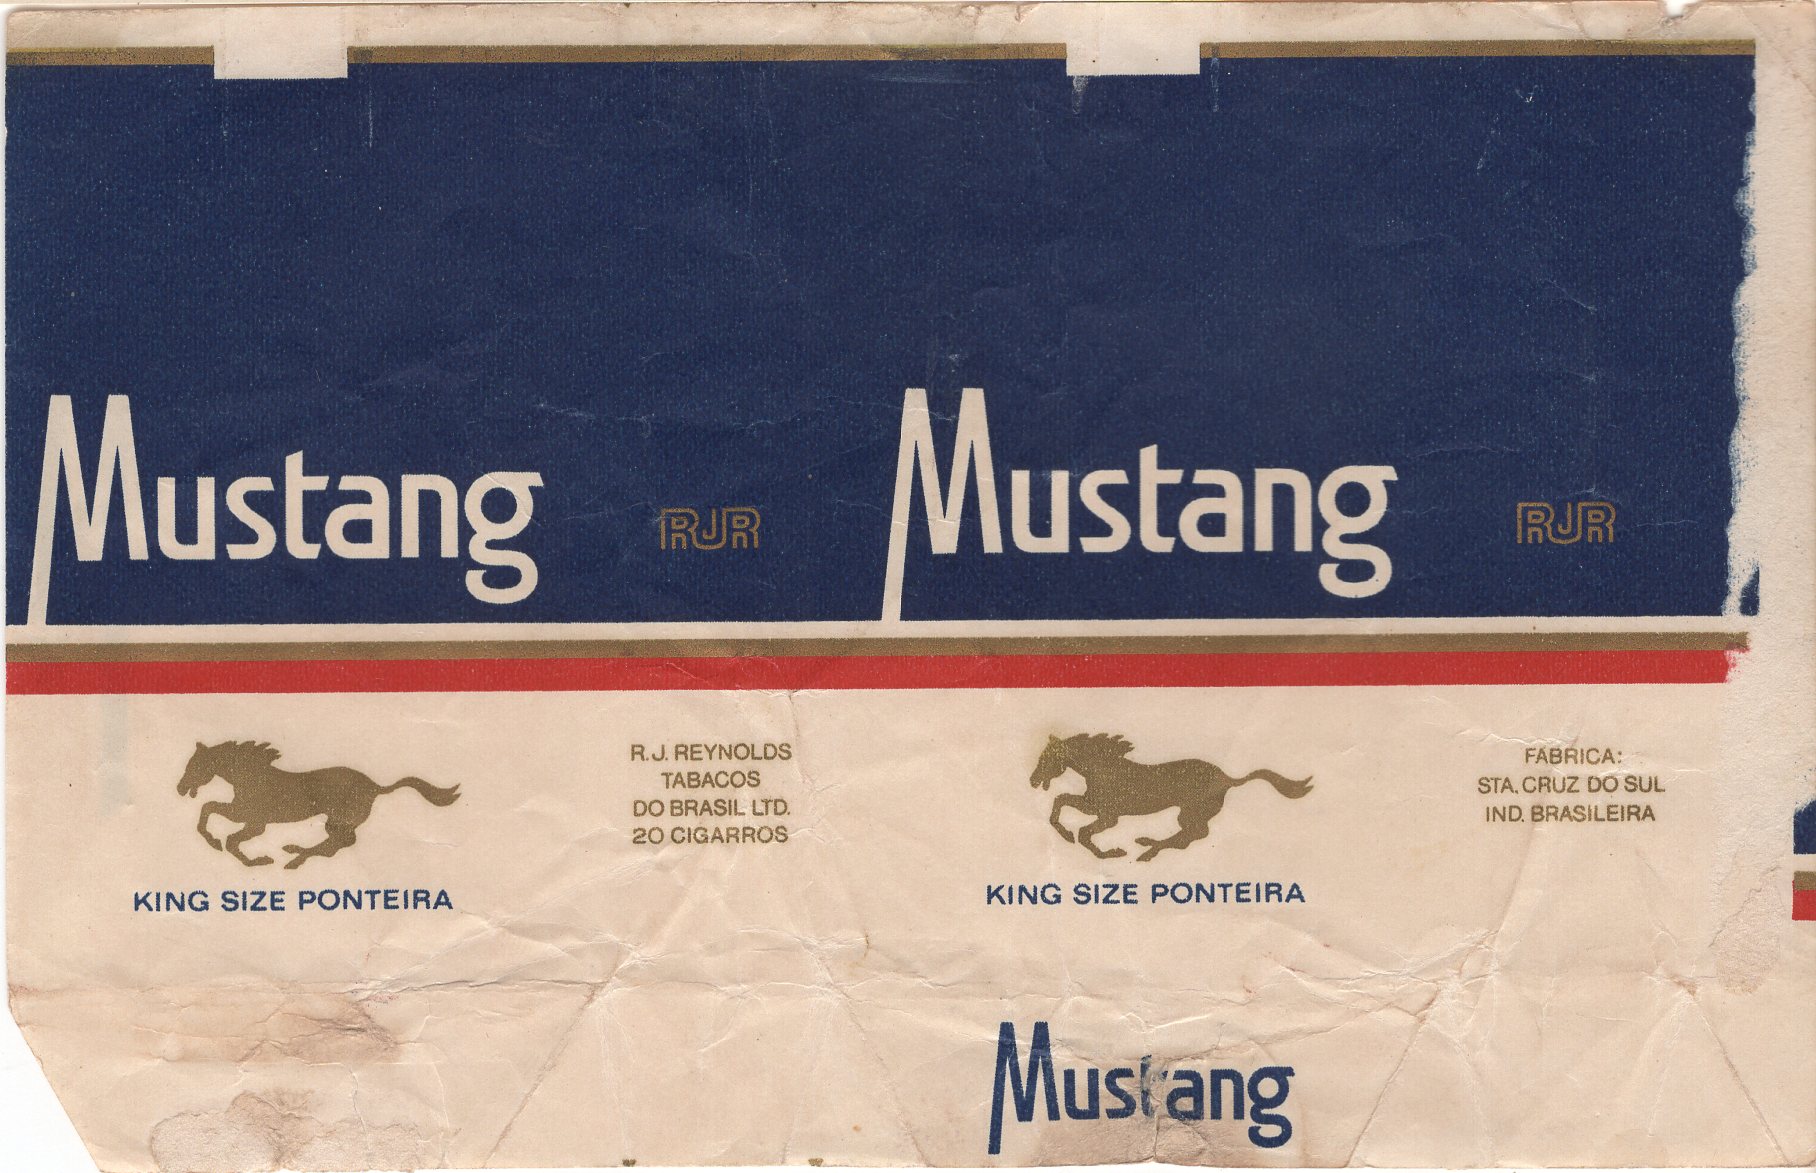 Mustang
RJR
Mustang
RJR
R.J. REYNOLDS
TABACOS
DO BRASIL LTD.
20 CIGARROS
KING SIZE PONTEIRA
FABRICA:
STA. CRUZ DO SUL
IND. BRASILEIRA
KING SIZE PONTEIRA
Mustang